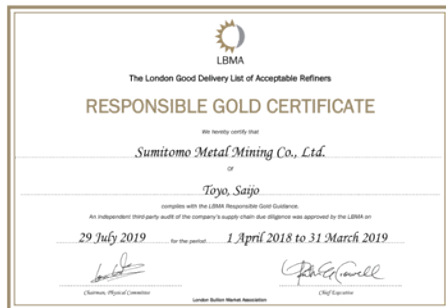 LBMA
The London Good Delivery List of Acceptable Refiners
RESPONSIBLE GOLD CERTIFICATE
We hereby certify that
Sumitomo Metal Mining Co., Ltd.
Of
Toyo, Saijo
complies with the LBMA Responsible Gold Guidance.
An independent third-party audit of the company's supply chain due diligence was approved by the LBMA on
29 July 2019 for the period: 1 April 2018 to 31 March 2019
Chairman, Physical Committee Chief Executive
London Bullion Market Association